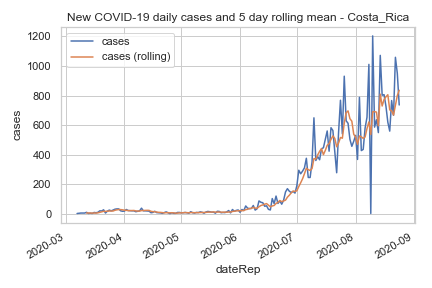 New COVID-19 daily cases and 5 day rolling mean - Costa_Rica
cases
cases (rolling)
1200
1000
800
600
400
200
0
cases
2020-03
2020-04
2020-05
2020-06
2020-07
2020-08
2020-09
dateRep